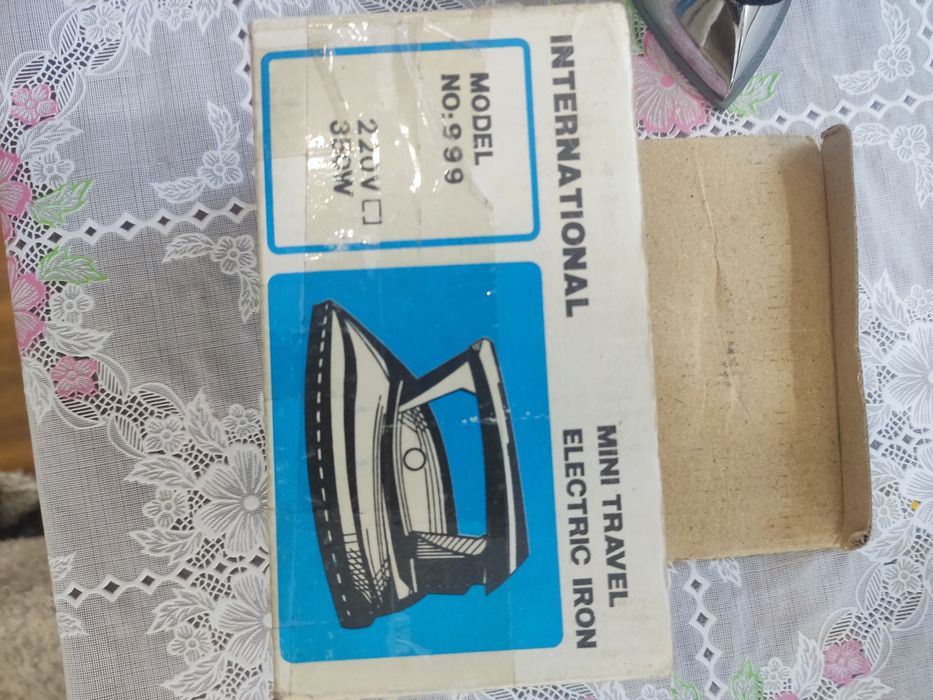 INTERNATIONAL
MINI TRAVEL
ELECTRIC IRON
MODEL
NO:999
220V